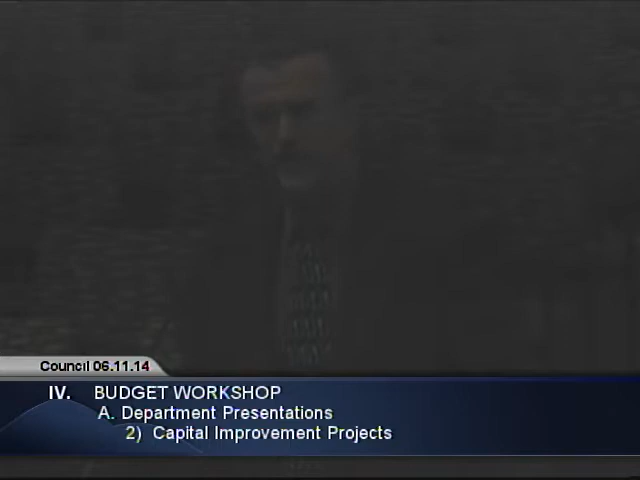 Council 06.11.14
IV. BUDGET WORKSHOP
A. Department Presentations
2) Capital Improvement Projects